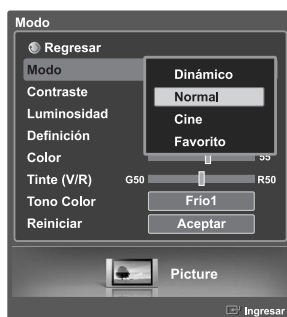 Modo
Regresar
Modo
Dinámico
Contraste
Normal
Luminosidad
Cine
Definición
Favorito
Color 55
Tinte (V/R) G50 R50
Tono Color Frío1
Reiniciar Aceptar
Picture
Ingresar